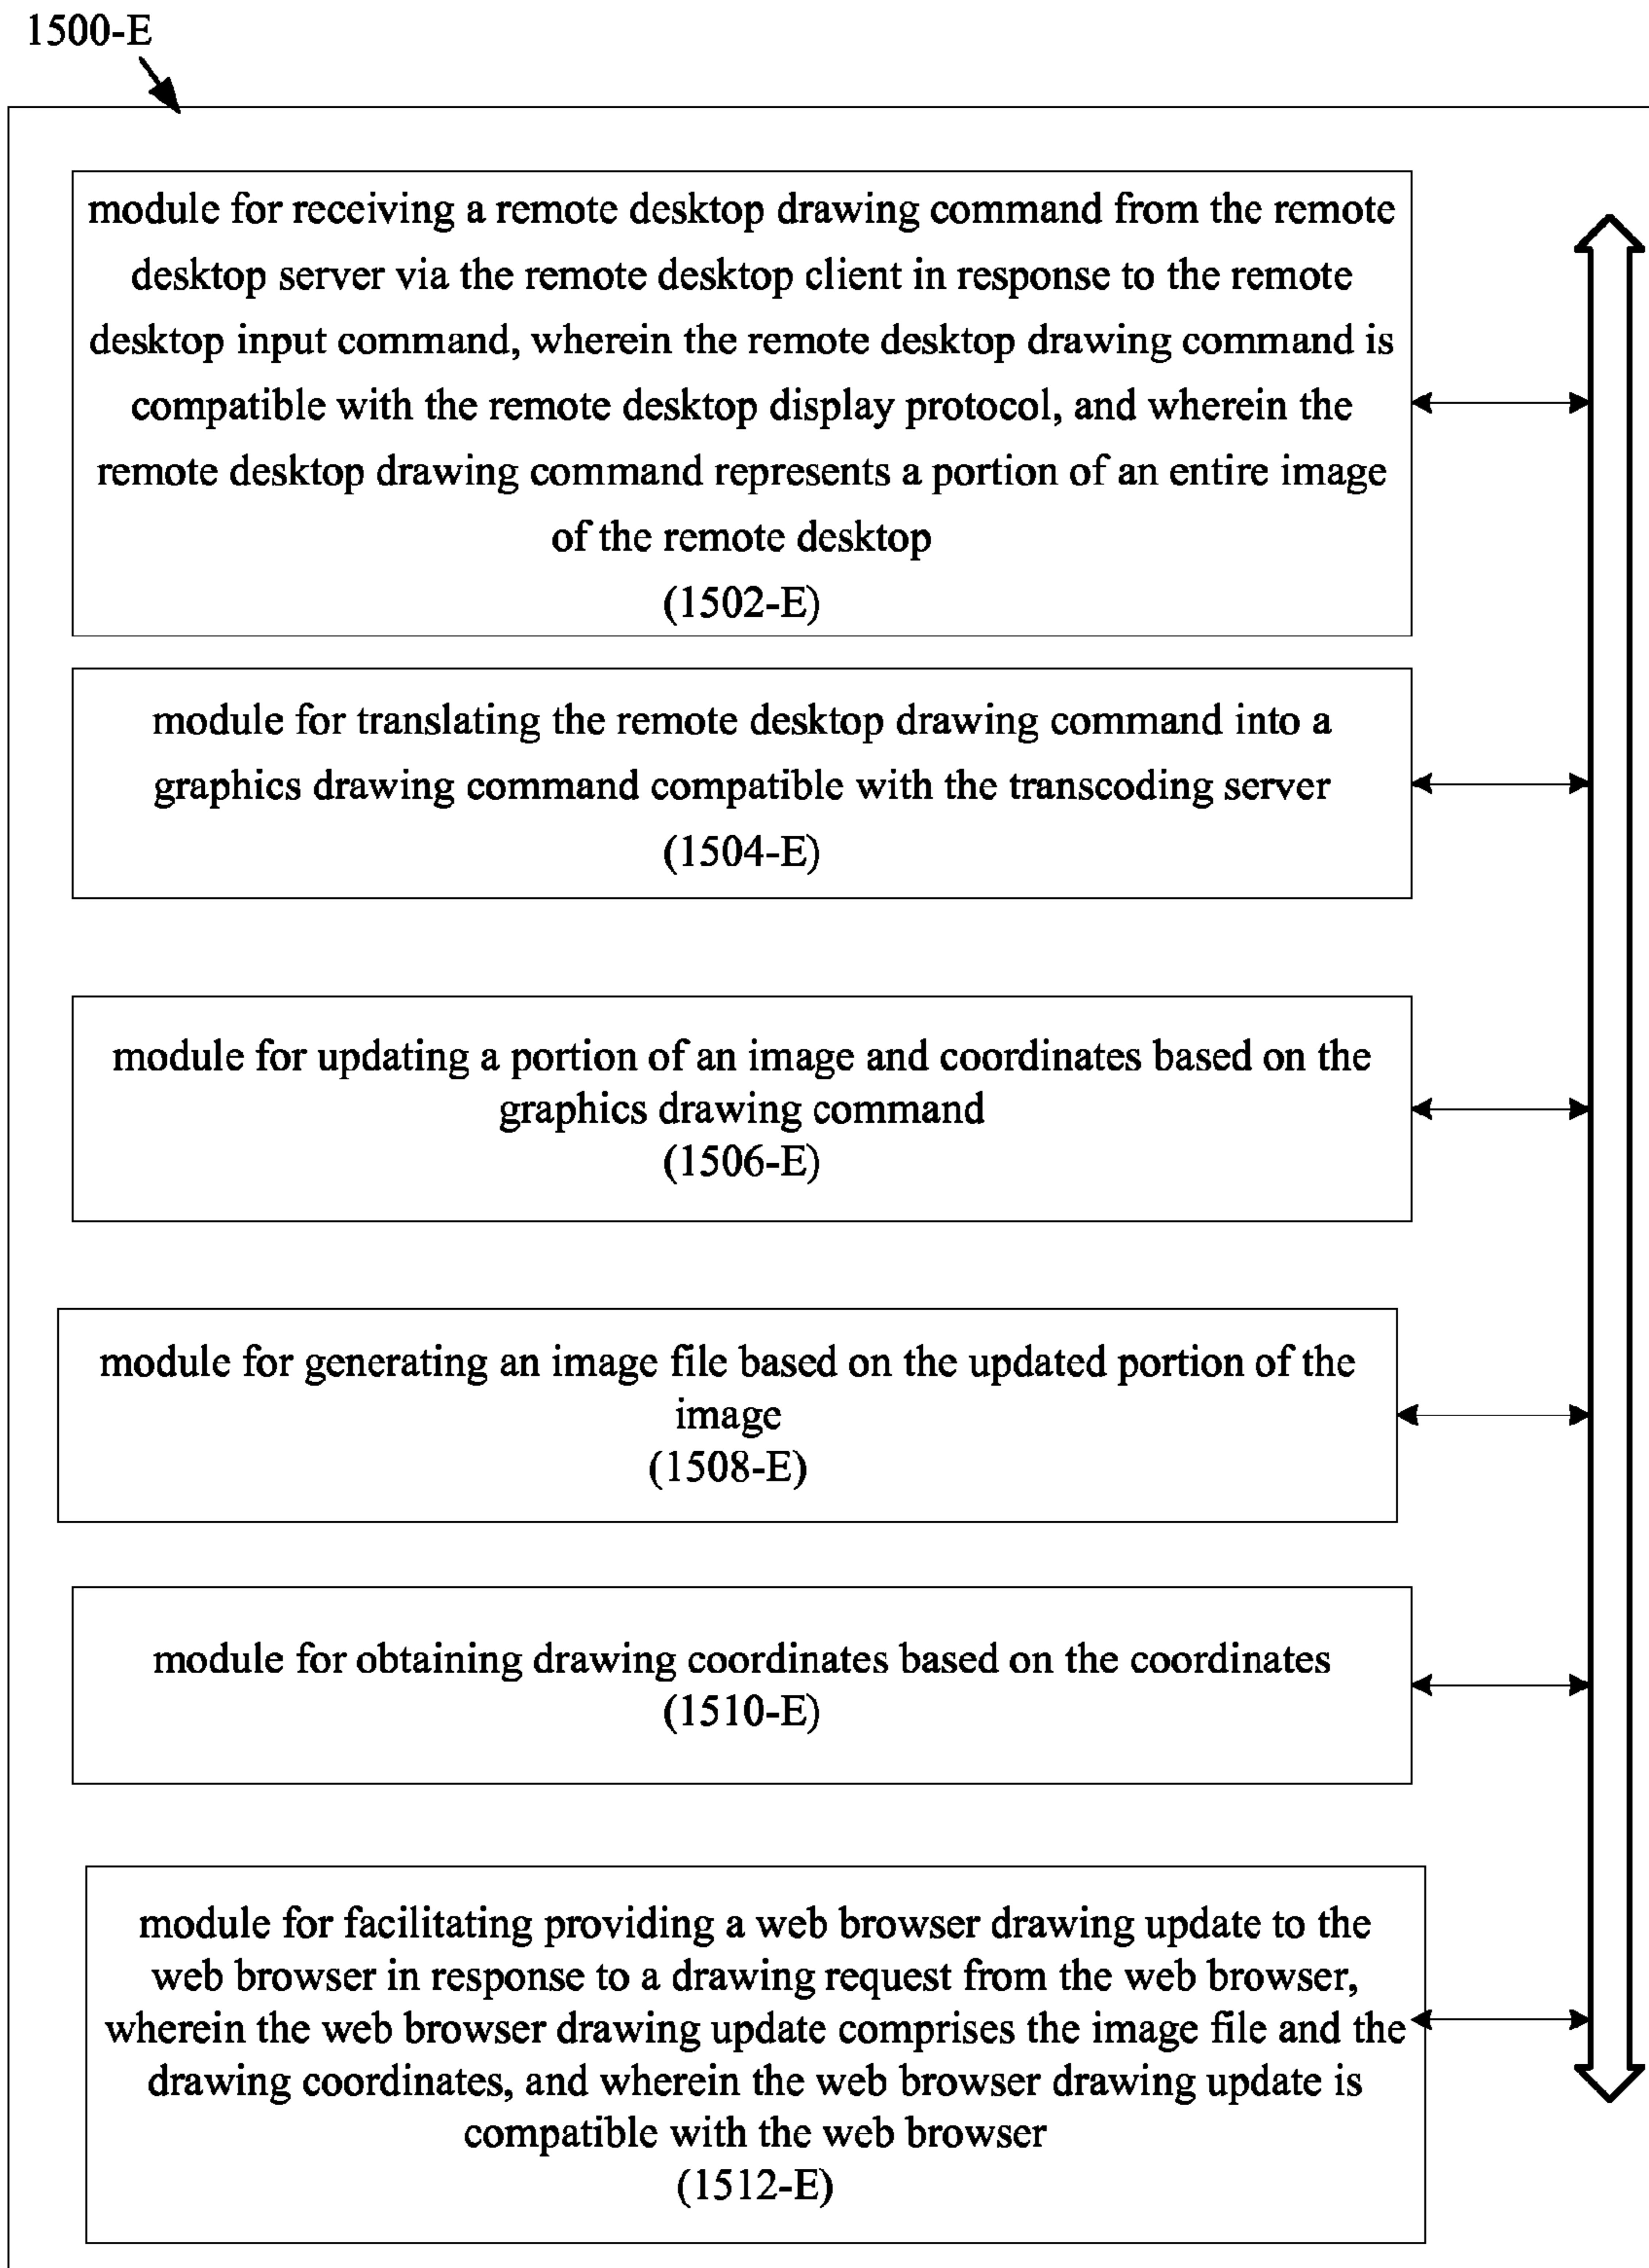 1500-E
module for receiving a remote desktop drawing command from the remote
desktop server via the remote desktop client in response to the remote
desktop input command, wherein the remote desktop drawing command is
compatible with the remote desktop display protocol, and wherein the
remote desktop drawing command represents a portion of an entire image
of the remote desktop
(1502-E)
module for translating the remote desktop drawing command into a
graphics drawing command compatible with the transcoding server
(1504-E)
module for updating a portion of an image and coordinates based on the
graphics drawing command
(1506-E)
module for generating an image file based on the updated portion of the
image
(1508-E)
module for obtaining drawing coordinates based on the coordinates
(1510-E)
module for facilitating providing a web browser drawing update to the
web browser in response to a drawing request from the web browser,
wherein the web browser drawing update comprises the image file and the
drawing coordinates, and wherein the web browser drawing update is
compatible with the web browser
(1512-E)